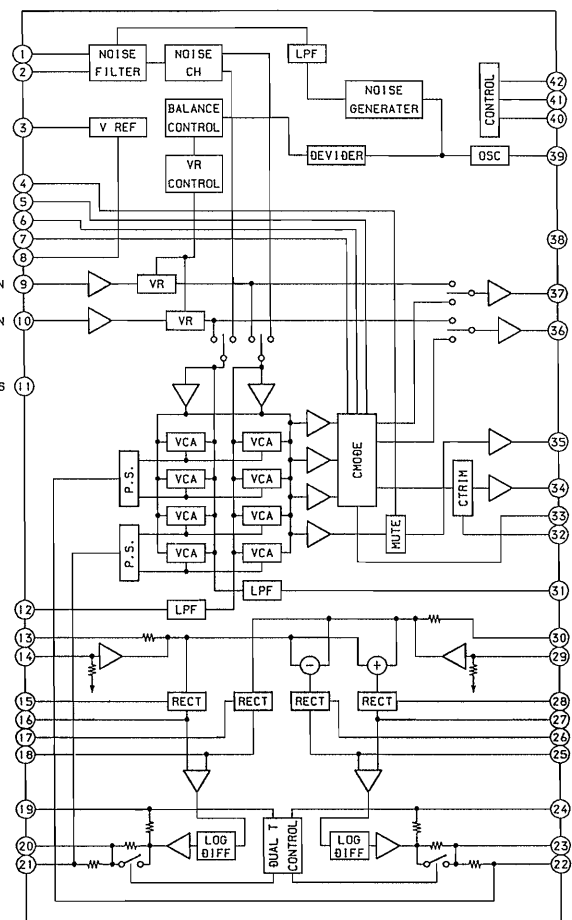 1
NOISE FILTER
NOISE CH
LPF
42
2
NOISE GENERATER
CONTROL
41
40
3
V REF
BALANCE CONTROL
DEVIDER
OSC
39
VR CONTROL
4
5
6
7
8
38
N 9
VR
37
N 10
VR
36
S 11
VCA
VCA
CMODE
35
P.S.
VCA
VCA
CTRIM
34
VCA
VCA
33
P.S.
MUTE
32
VCA
VCA
LPF
31
12
LPF
13
30
14
29
−
+
15
RECT
RECT
RECT
RECT
28
16
27
17
26
18
25
19
24
DUAL T CONTROL
20
LOG DIFF
LOG DIFF
23
21
22